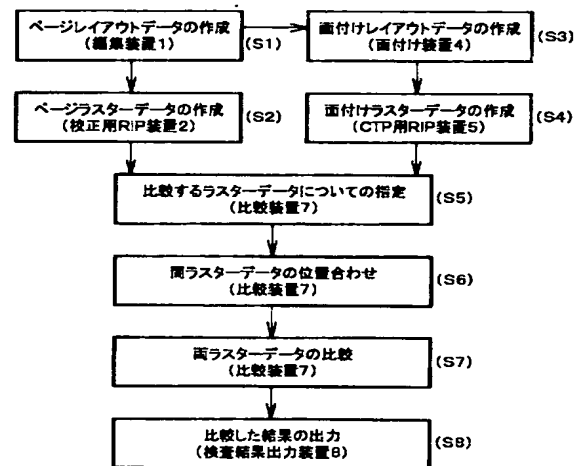 ページレイアウトデータの作成
(編集装置1)
(S1)
面付けレイアウトデータの作成
(面付け装置4)
(S3)
ページラスターデータの作成
(校正用RIP装置2)
(S2)
面付けラスターデータの作成
(CTP用RIP装置5)
(S4)
比較するラスターデータについての指定
(比較装置7)
(S5)
両ラスターデータの位置合わせ
(比較装置7)
(S6)
両ラスターデータの比較
(比較装置7)
(S7)
比較した結果の出力
(検査結果出力装置8)
(S8)